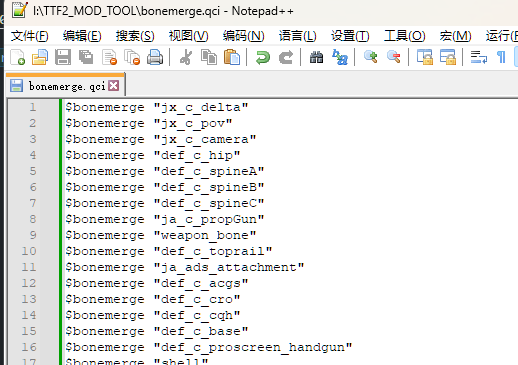 I:\TTF2_MOD_TOOL\bonemerge.qci - Notepad++
文件(F) 编辑(E) 搜索(S) 视图(V) 编码(N) 语言(L) 设置(T) 工具(O) 宏(M) 运行(
bonemerge.qci
1 $bonemerge "jx_c_delta"
2 $bonemerge "jx_c_pov"
3 $bonemerge "jx_c_camera"
4 $bonemerge "def_c_hip"
5 $bonemerge "def_c_spineA"
6 $bonemerge "def_c_spineB"
7 $bonemerge "def_c_spineC"
8 $bonemerge "ja_c_propGun"
9 $bonemerge "weapon_bone"
10 $bonemerge "def_c_toprail"
11 $bonemerge "ja_ads_attachment"
12 $bonemerge "def_c_acgs"
13 $bonemerge "def_c_cro"
14 $bonemerge "def_c_cqh"
15 $bonemerge "def_c_base"
16 $bonemerge "def_c_proscreen_handgun"
17 $bonemerge "shell"